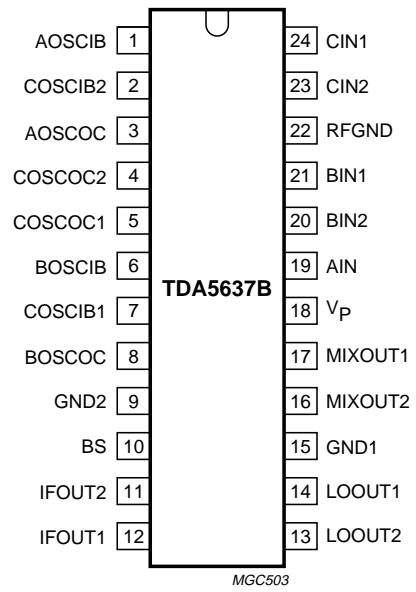 AOSCIB 1
COSCIB2 2
AOSCOC 3
COSCOC2 4
COSCOC1 5
BOSCIB 6
COSCIB1 7
BOSCOC 8
GND2 9
BS 10
IFOUT2 11
IFOUT1 12
TDA5637B
24 CIN1
23 CIN2
22 RFGND
21 BIN1
20 BIN2
19 AIN
18 VP
17 MIXOUT1
16 MIXOUT2
15 GND1
14 LOOUT1
13 LOOUT2
MGC503